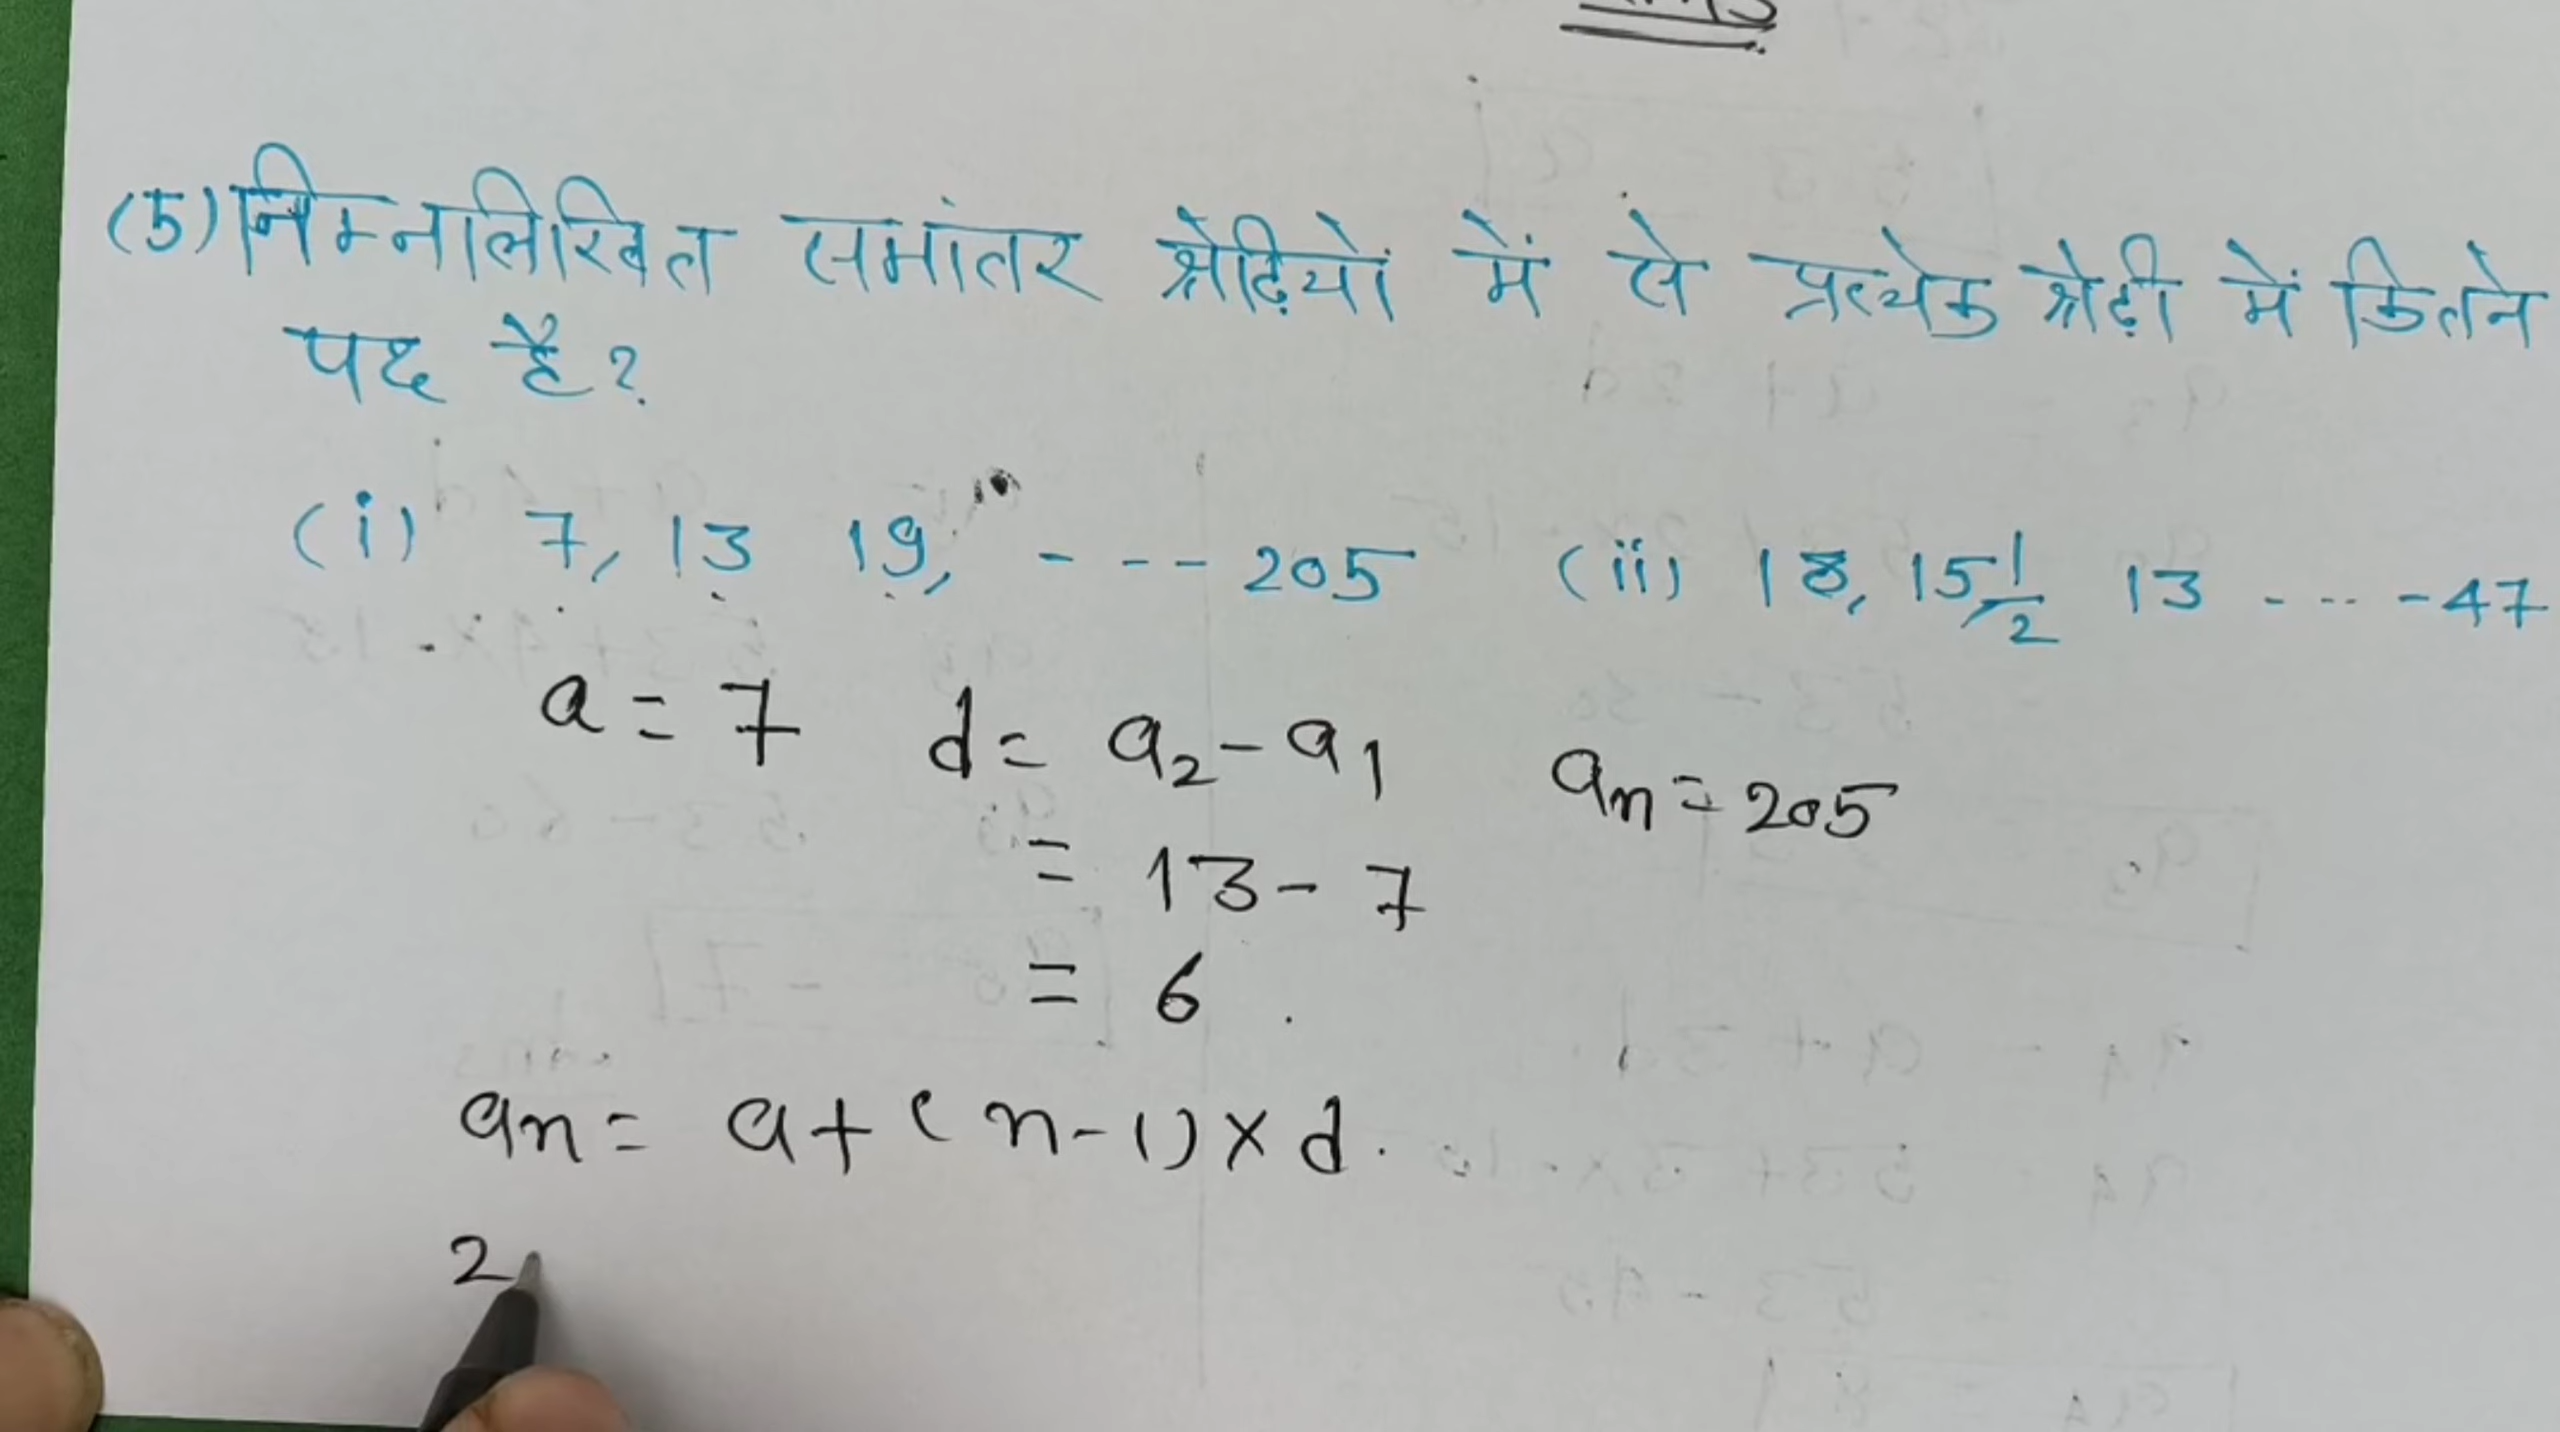 (5) निम्नलिखित समांतर श्रेढ़ियों में से प्रत्येक श्रेढ़ी में कितने
पद है?
(i) 7, 13 19, - - - - 205 (ii) 18, 15 1/2 13 - - - - 47
a = 7 d = a₂ - a₁ an = 205
= 13 - 7
= 6 .
an = a + (n - 1) × d .
2